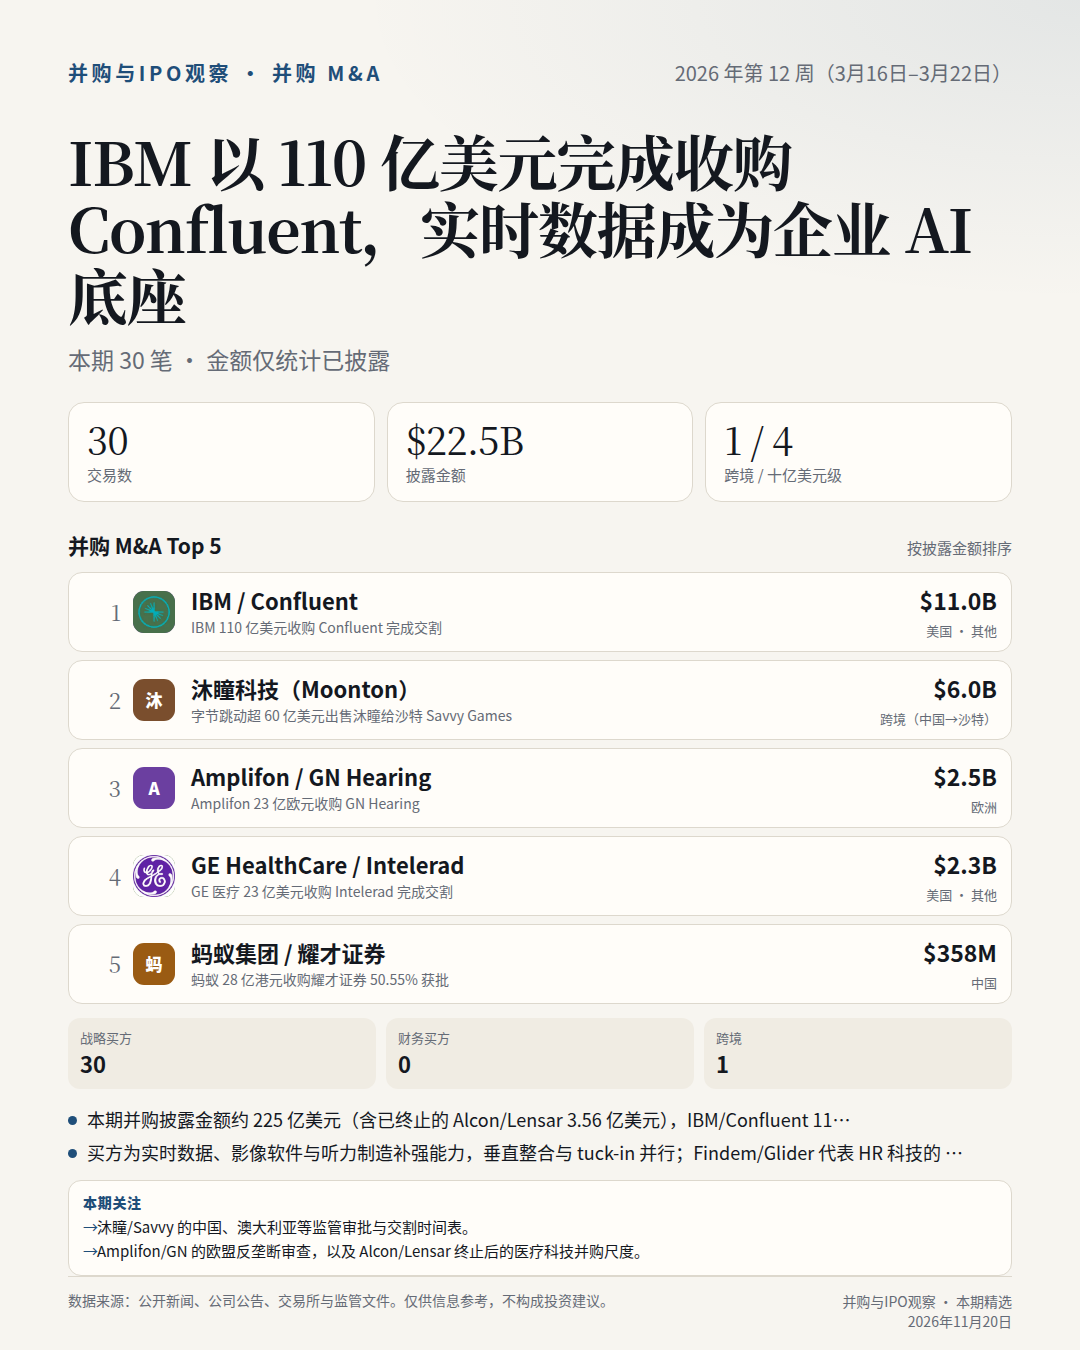 并购与IPO观察 · 并购 M&A
2026 年第 12 周（3月16日–3月22日）
IBM 以 110 亿美元完成收购
Confluent，实时数据成为企业 AI
底座
本期 30 笔 · 金额仅统计已披露
30
交易数
$22.5B
披露金额
1 / 4
跨境 / 十亿美元级
并购 M&A Top 5
按披露金额排序
1
IBM / Confluent
IBM 110 亿美元收购 Confluent 完成交割
$11.0B
美国 · 其他
2
沐
沐瞳科技（Moonton）
字节跳动超 60 亿美元出售沐瞳给沙特 Savvy Games
$6.0B
跨境（中国→沙特）
3
A
Amplifon / GN Hearing
Amplifon 23 亿欧元收购 GN Hearing
$2.5B
欧洲
4
GE HealthCare / Intelerad
GE 医疗 23 亿美元收购 Intelerad 完成交割
$2.3B
美国 · 其他
5
蚂
蚂蚁集团 / 耀才证券
蚂蚁 28 亿港元收购耀才证券 50.55% 获批
$358M
中国
战略买方
30
财务买方
0
跨境
1
本期并购披露金额约 225 亿美元（含已终止的 Alcon/Lensar 3.56 亿美元），IBM/Confluent 11…
买方为实时数据、影像软件与听力制造补强能力，垂直整合与 tuck-in 并行；Findem/Glider 代表 HR 科技的 …
本期关注
→沐瞳/Savvy 的中国、澳大利亚等监管审批与交割时间表。
→Amplifon/GN 的欧盟反垄断审查，以及 Alcon/Lensar 终止后的医疗科技并购尺度。
数据来源：公开新闻、公司公告、交易所与监管文件。仅供信息参考，不构成投资建议。
并购与IPO观察 · 本期精选
2026年11月20日